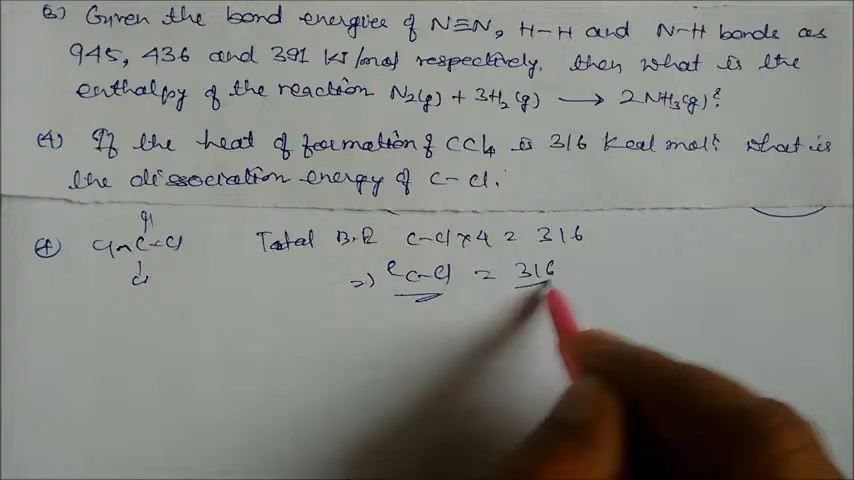 3) Given the bond energies of N≡N, H-H and N-H bonds as
945, 436 and 391 KJ/mol respectively, then what is the
enthalpy of the reaction N₂(g) + 3H₂(g) → 2NH₃(g)?
(4) If the heat of formation of CCl₄ is 316 Kcal mol? what is
the dissociation energy of C-Cl.
Cl
(4) Cl-C-Cl Total B.E C-Cl×4 = 316
Cl
=) e C-Cl = 316